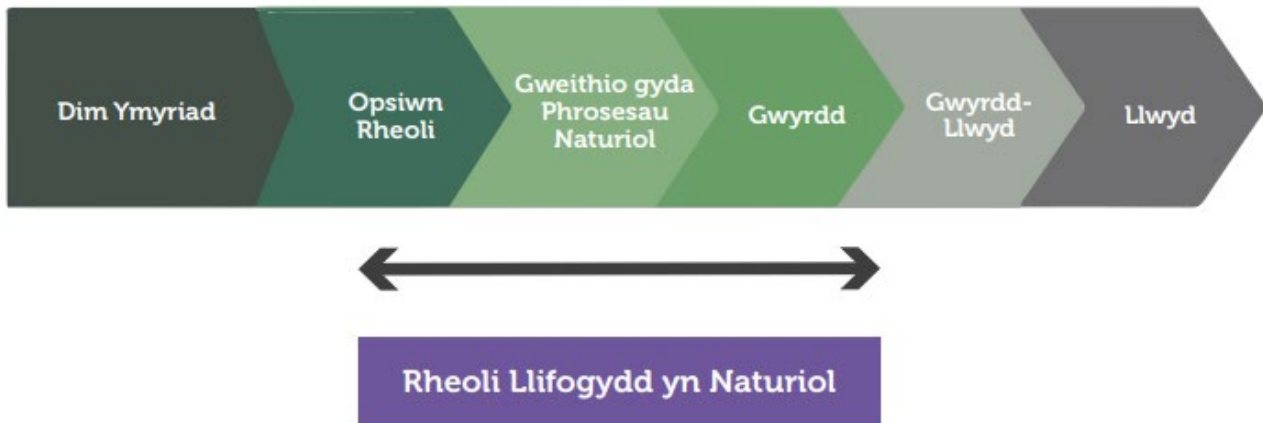 Dim Ymyriad
Opsiwn
Rheoli
Gweithio gyda
Phrosesau
Naturiol
Gwyrdd
Gwyrdd-
Llwyd
Llwyd
Rheoli Llifogydd yn Naturiol